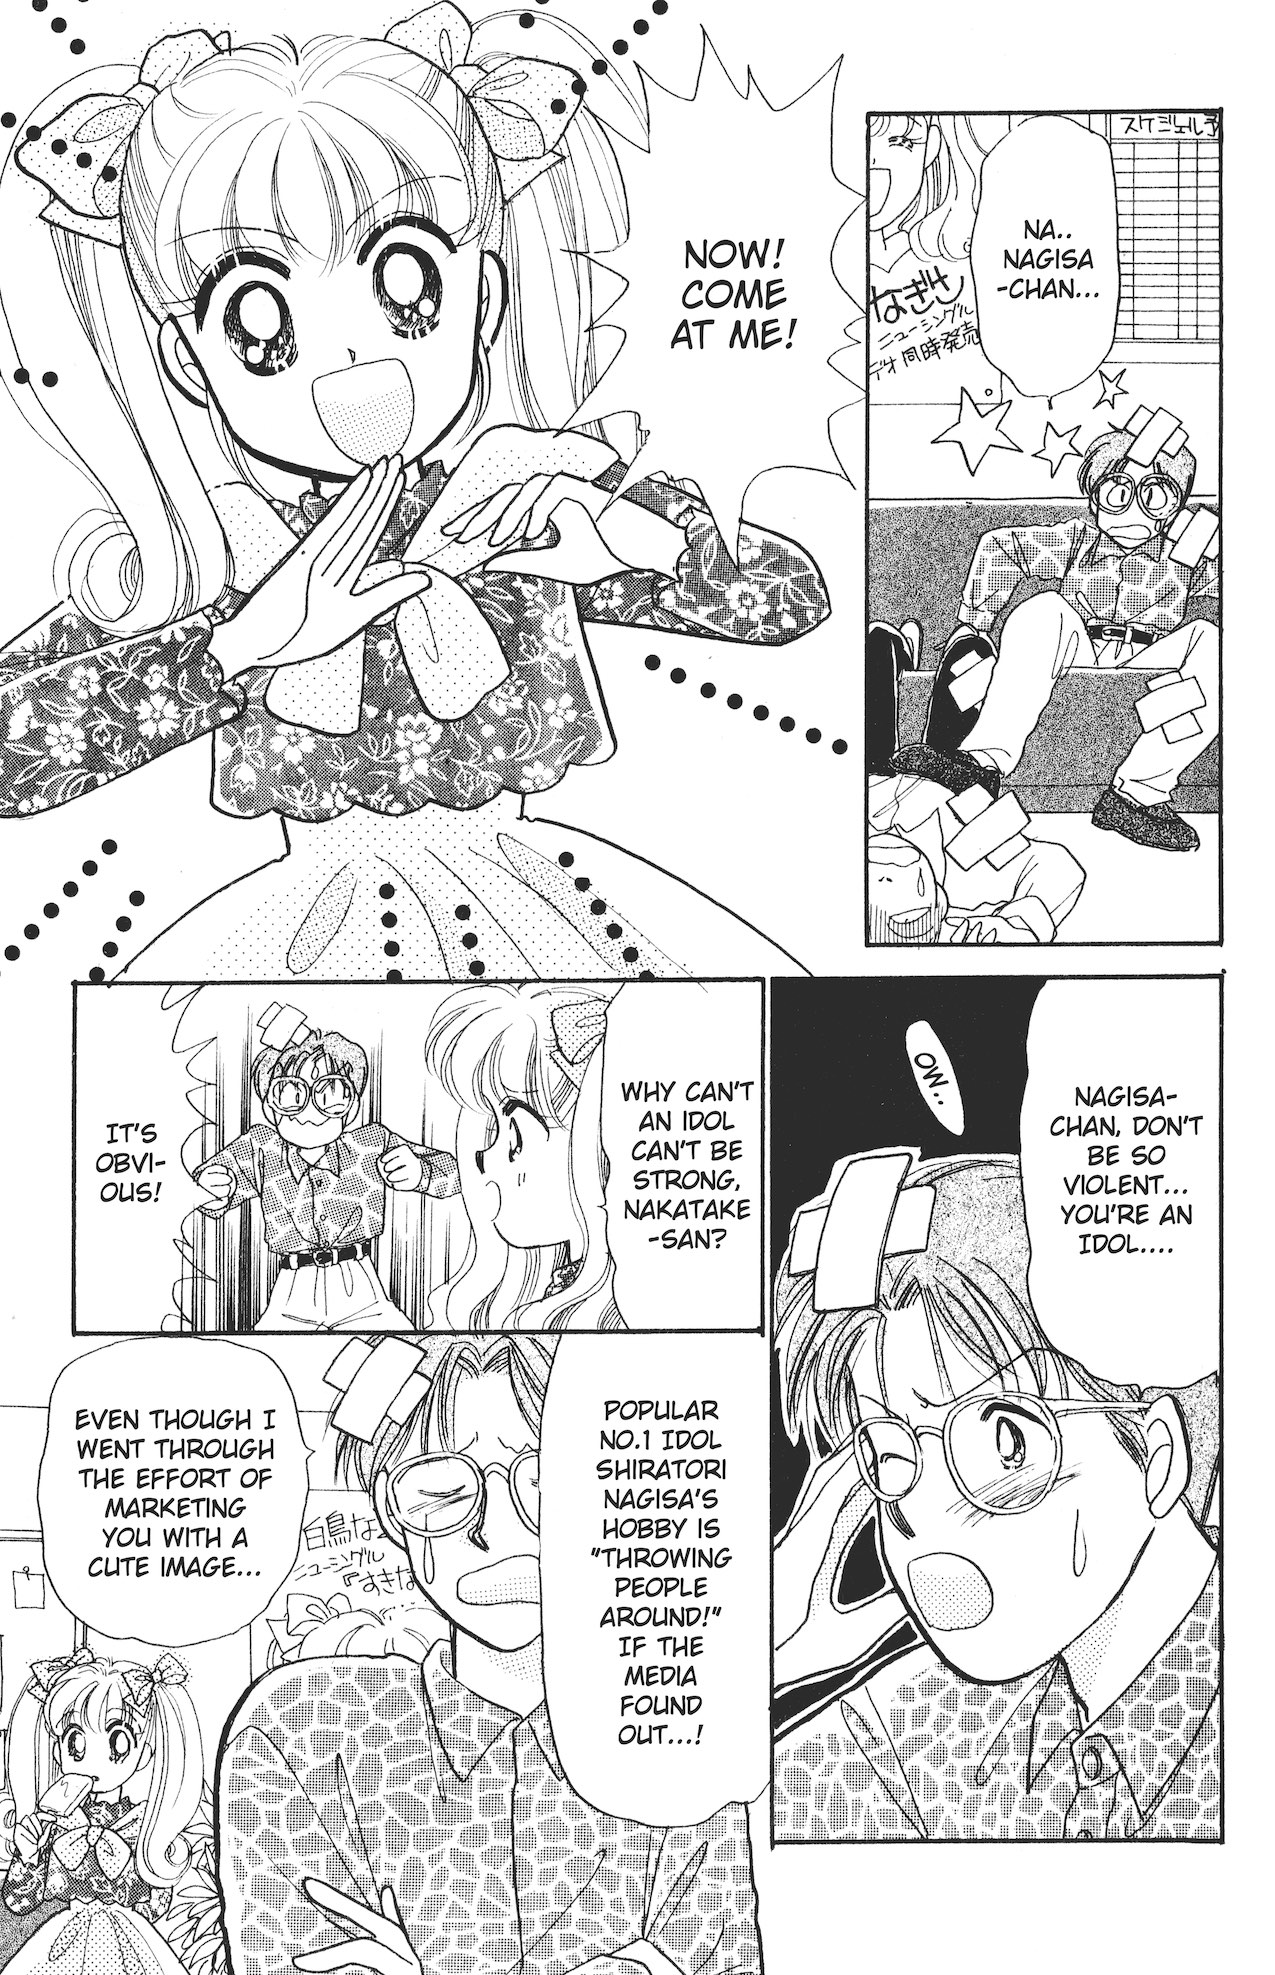 スケジュール予
NA..
NAGISA
-CHAN...
なぎさ
ニューシングル
デオ同時発売
NOW!
COME
AT ME!
OW..
NAGISA-
CHAN, DON'T
BE SO
VIOLENT...
YOU'RE AN
IDOL....
WHY CAN'T
AN IDOL
CAN'T BE
STRONG,
NAKATAKE
-SAN?
IT'S
OBVI-
OUS!
POPULAR
NO.1 IDOL
SHIRATORI
NAGISA'S
HOBBY IS
"THROWING
PEOPLE
AROUND!"
IF THE
MEDIA
FOUND
OUT...!
白鳥な
ニューシングル
『すきな
EVEN THOUGH I
WENT THROUGH
THE EFFORT OF
MARKETING
YOU WITH A
CUTE IMAGE...